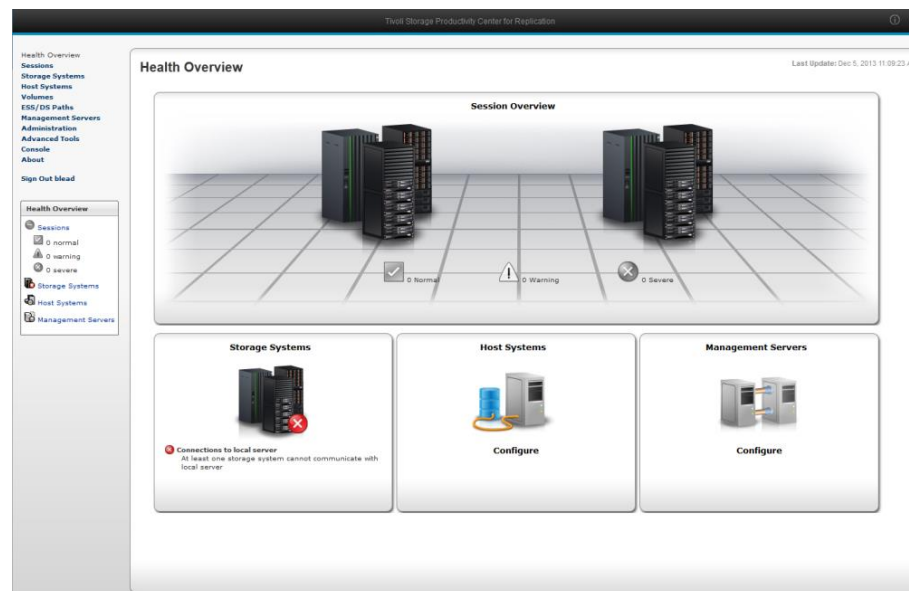 Tivoli Storage Productivity Center for Replication
Health Overview
Sessions
Storage Systems
Host Systems
Volumes
ESS/DS Paths
Management Servers
Administration
Advanced Tools
Console
About
Sign Out blead
Health Overview
Sessions
0 normal
0 warning
0 severe
Storage Systems
Host Systems
Management Servers
Health Overview
Last Update: Dec 5, 2013 11:09:23
Session Overview
0 Normal
0 Warning
0 Severe
Storage Systems
Connections to local server
At least one storage system cannot communicate with
local server
Host Systems
Configure
Management Servers
Configure